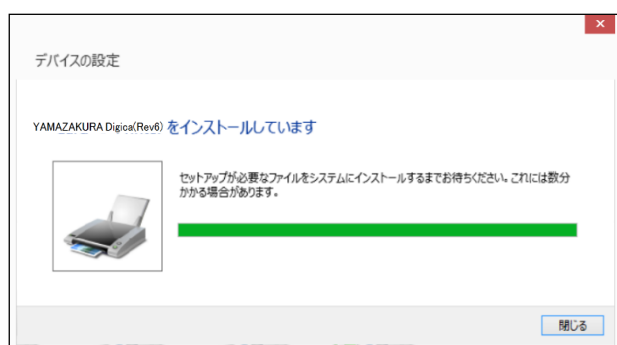 デバイスの設定
YAMAZAKURA Digica(Rev6) をインストールしています
セットアップが必要なファイルをシステムにインストールするまでお待ちください。これには数分
かかる場合があります。
閉じる